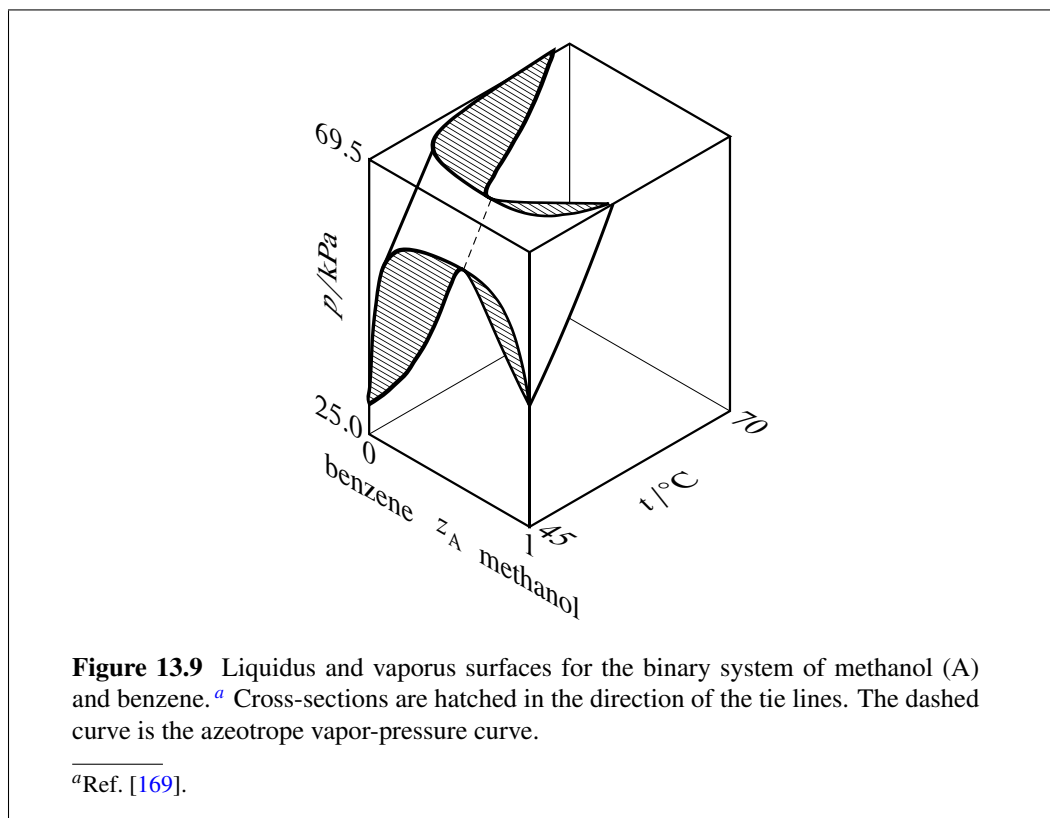 69.5
p/kPa
25.0
0
benzene z_A methanol
1
45
t/°C
70
Figure 13.9 Liquidus and vaporus surfaces for the binary system of methanol (A)
and benzene. ᵃ Cross-sections are hatched in the direction of the tie lines. The dashed
curve is the azeotrope vapor-pressure curve.
ᵃRef. [169].